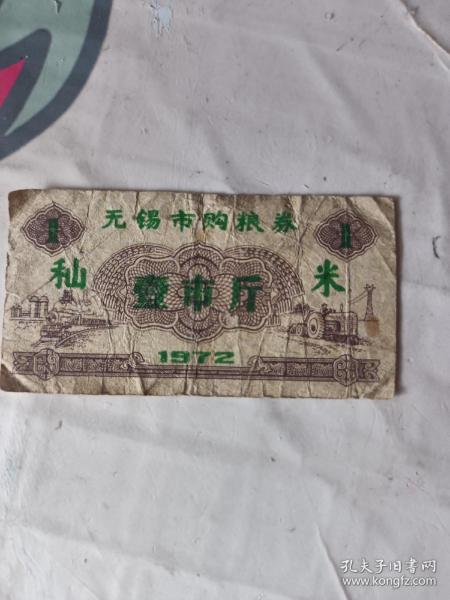 无锡市购粮券
1 1
籼 米
壹市斤
1972
孔夫子旧书网
www.kongfz.com